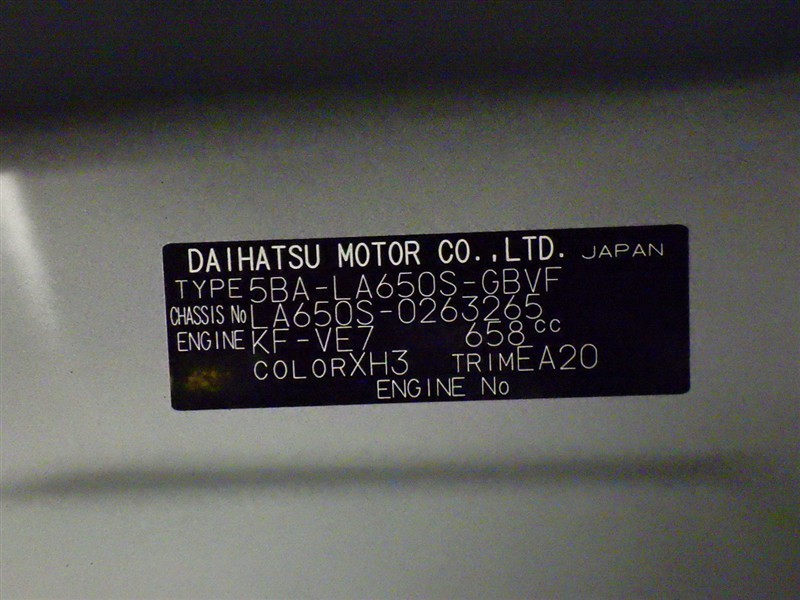 DAIHATSU MOTOR CO.,LTD. JAPAN
TYPE 5BA-LA650S-GBVF
CHASSIS No LA650S-0263265
ENGINE KF-VE7 658cc
COLOR XH3 TRIM EA20
ENGINE No